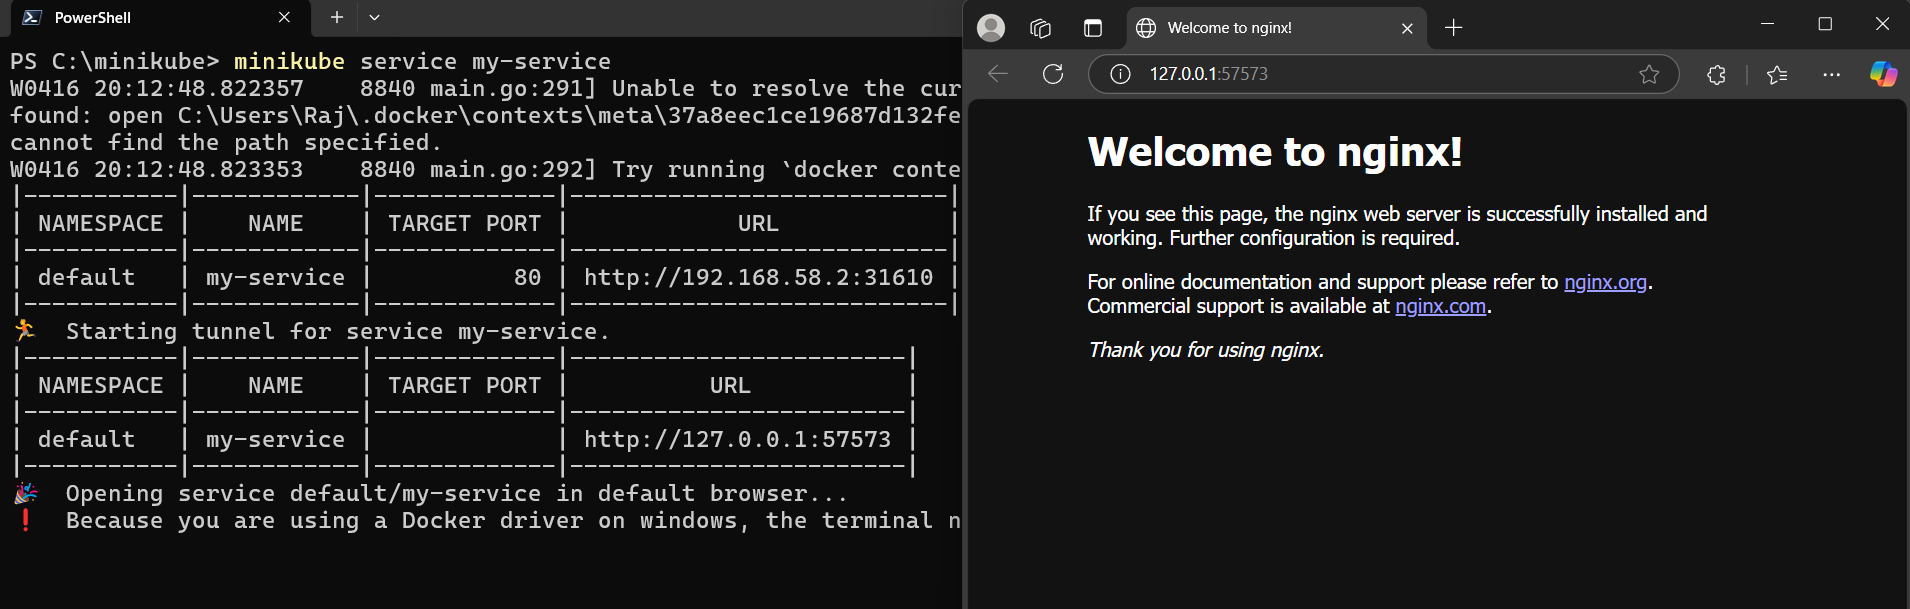 PowerShell
PS C:\minikube> minikube service my-service
W0416 20:12:48.822357    8840 main.go:291] Unable to resolve the cur
found: open C:\Users\Raj\.docker\contexts\meta\37a8eec1ce19687d132fe
cannot find the path specified.
W0416 20:12:48.823353    8840 main.go:292] Try running `docker conte
|-----------|------------|-------------|---------------------------|
| NAMESPACE |    NAME    | TARGET PORT |            URL            |
|-----------|------------|-------------|---------------------------|
| default   | my-service |          80 | http://192.168.58.2:31610 |
|-----------|------------|-------------|---------------------------|
🏃  Starting tunnel for service my-service.
|-----------|------------|-------------|------------------------|
| NAMESPACE |    NAME    | TARGET PORT |          URL           |
|-----------|------------|-------------|------------------------|
| default   | my-service |             | http://127.0.0.1:57573 |
|-----------|------------|-------------|------------------------|
🎉  Opening service default/my-service in default browser...
❗  Because you are using a Docker driver on windows, the terminal n
Welcome to nginx!
127.0.0.1:57573
Welcome to nginx!
If you see this page, the nginx web server is successfully installed and
working. Further configuration is required.
For online documentation and support please refer to nginx.org.
Commercial support is available at nginx.com.
Thank you for using nginx.